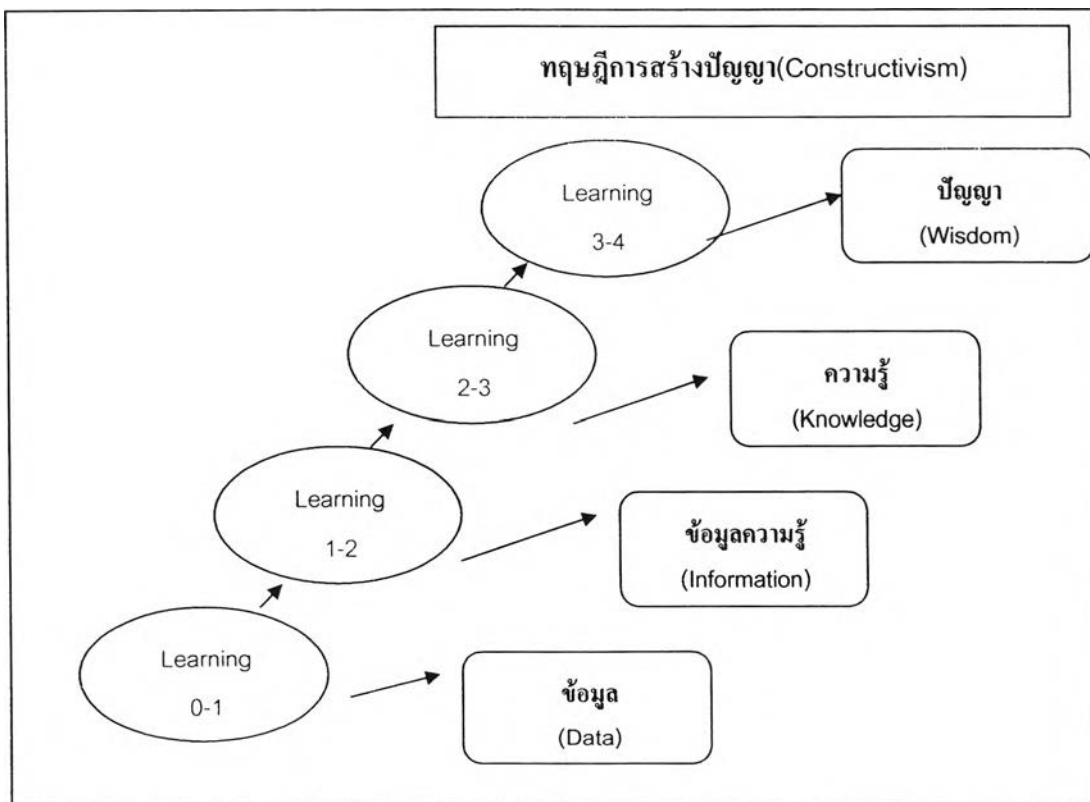 ทฤษฎีการสร้างปัญญา(Constructivism)
Learning
3-4
ปัญญา
(Wisdom)
Learning
2-3
ความรู้
(Knowledge)
Learning
1-2
ข้อมูลความรู้
(Information)
Learning
0-1
ข้อมูล
(Data)